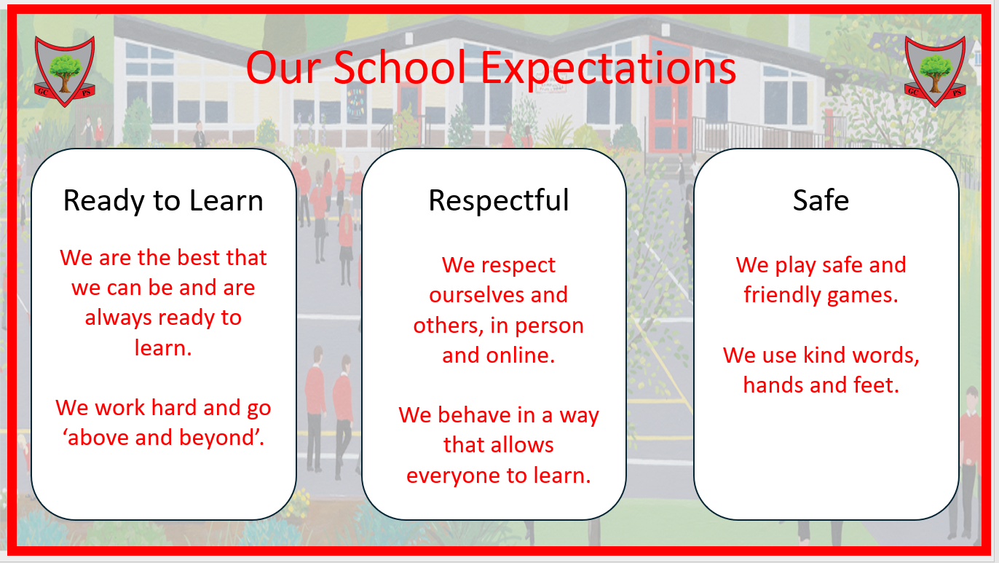 Our School Expectations
GC PS
GC PS
Ready to Learn
We are the best that
we can be and are
always ready to
learn.
We work hard and go
‘above and beyond’.
Respectful
We respect
ourselves and
others, in person
and online.
We behave in a way
that allows
everyone to learn.
Safe
We play safe and
friendly games.
We use kind words,
hands and feet.